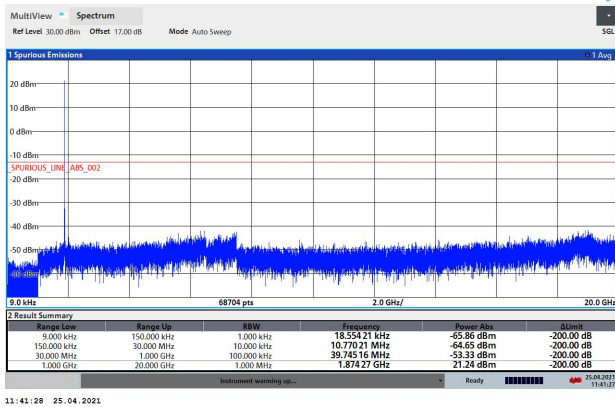 MultiView Spectrum
Ref Level 30.00 dBm Offset 17.00 dB Mode Auto Sweep SGL
1 Spurious Emissions 1 Avg
20 dBm
10 dBm
0 dBm
-10 dBm
_SPURIOUS_LINE_ABS_002
-20 dBm
-30 dBm
-40 dBm
-50 dBm
-60 dBm
9.0 kHz 68704 pts 2.0 GHz/ 20.0 GHz
2 Result Summary
Range Low Range Up RBW Frequency Power Abs ΔLimit
9.000 kHz 150.000 kHz 1.000 kHz 18.554 21 kHz -65.86 dBm -200.00 dB
150.000 kHz 30.000 MHz 10.000 kHz 10.770 21 MHz -64.65 dBm -200.00 dB
30.000 MHz 1.000 GHz 100.000 kHz 39.745 16 MHz -53.33 dBm -200.00 dB
1.000 GHz 20.000 GHz 1.000 MHz 1.874 27 GHz 21.24 dBm -200.00 dB
Instrument warming up... Ready 25.04.2021
11:41:27
11:41:28 25.04.2021